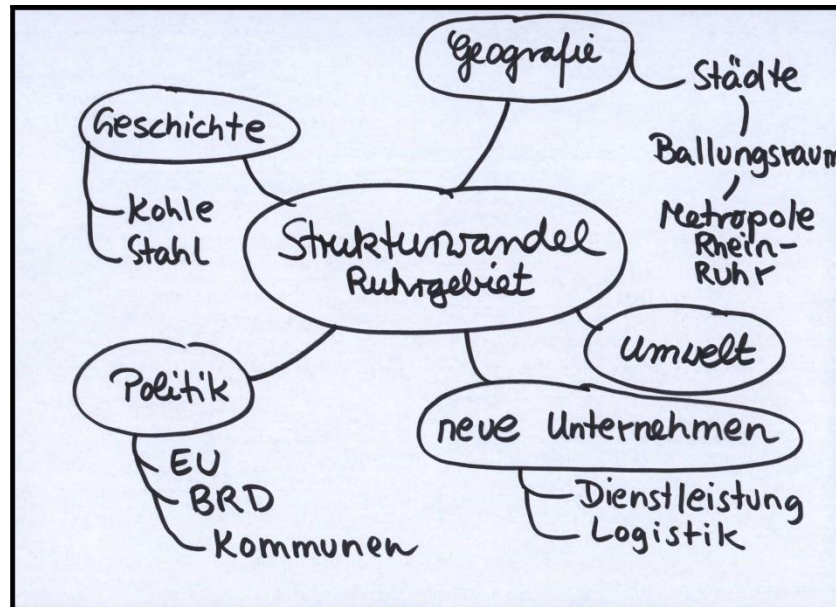 Geografie
Städte
Ballungsraum
Metropole
Rhein-
Ruhr
Geschichte
Kohle
Stahl
Strukturwandel
Ruhrgebiet
Umwelt
Politik
EU
BRD
Kommunen
neue Unternehmen
Dienstleistung
Logistik